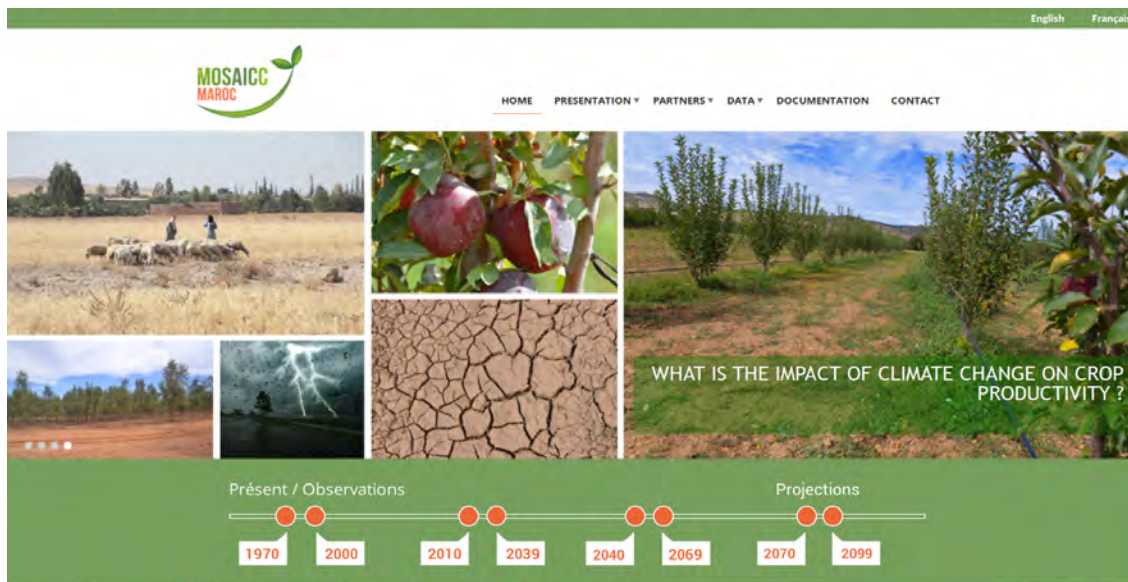 English Français
MOSAICC
MAROC
HOME PRESENTATION PARTNERS DATA DOCUMENTATION CONTACT
WHAT IS THE IMPACT OF CLIMATE CHANGE ON CROP
PRODUCTIVITY ?
Présent / Observations Projections
1970 2000 2010 2039 2040 2069 2070 2099